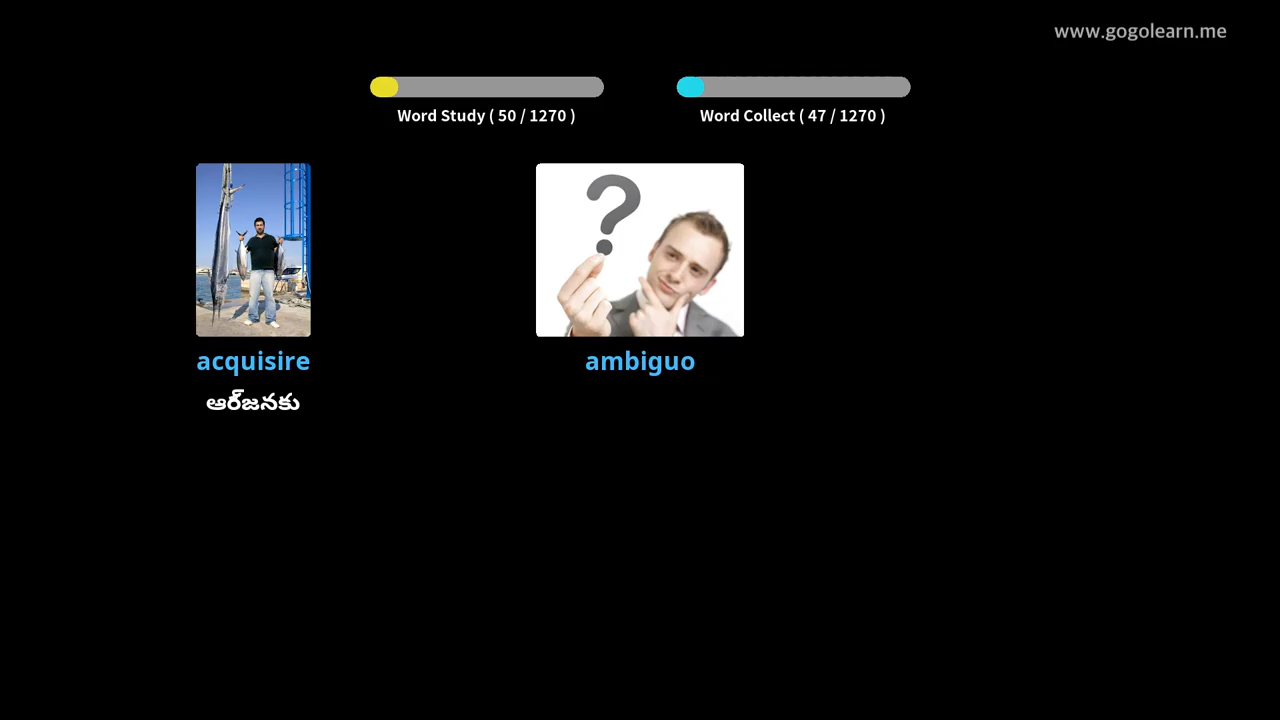 www.gogolearn.me
Word Study ( 50 / 1270 )
Word Collect ( 47 / 1270 )
acquisire
ambiguo
ఆర్‌జనకు